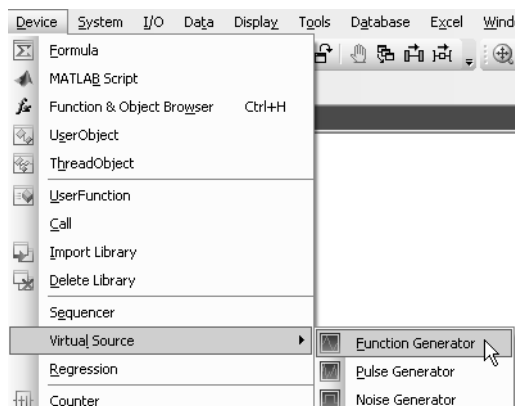 Device System I/O Data Display Tools Database Excel
Formula
MATLAB Script
Function & Object Browser Ctrl+H
UserObject
ThreadObject
UserFunction
Call
Import Library
Delete Library
Sequencer
Virtual Source
Function Generator
Regression
Pulse Generator
Counter
Noise Generator